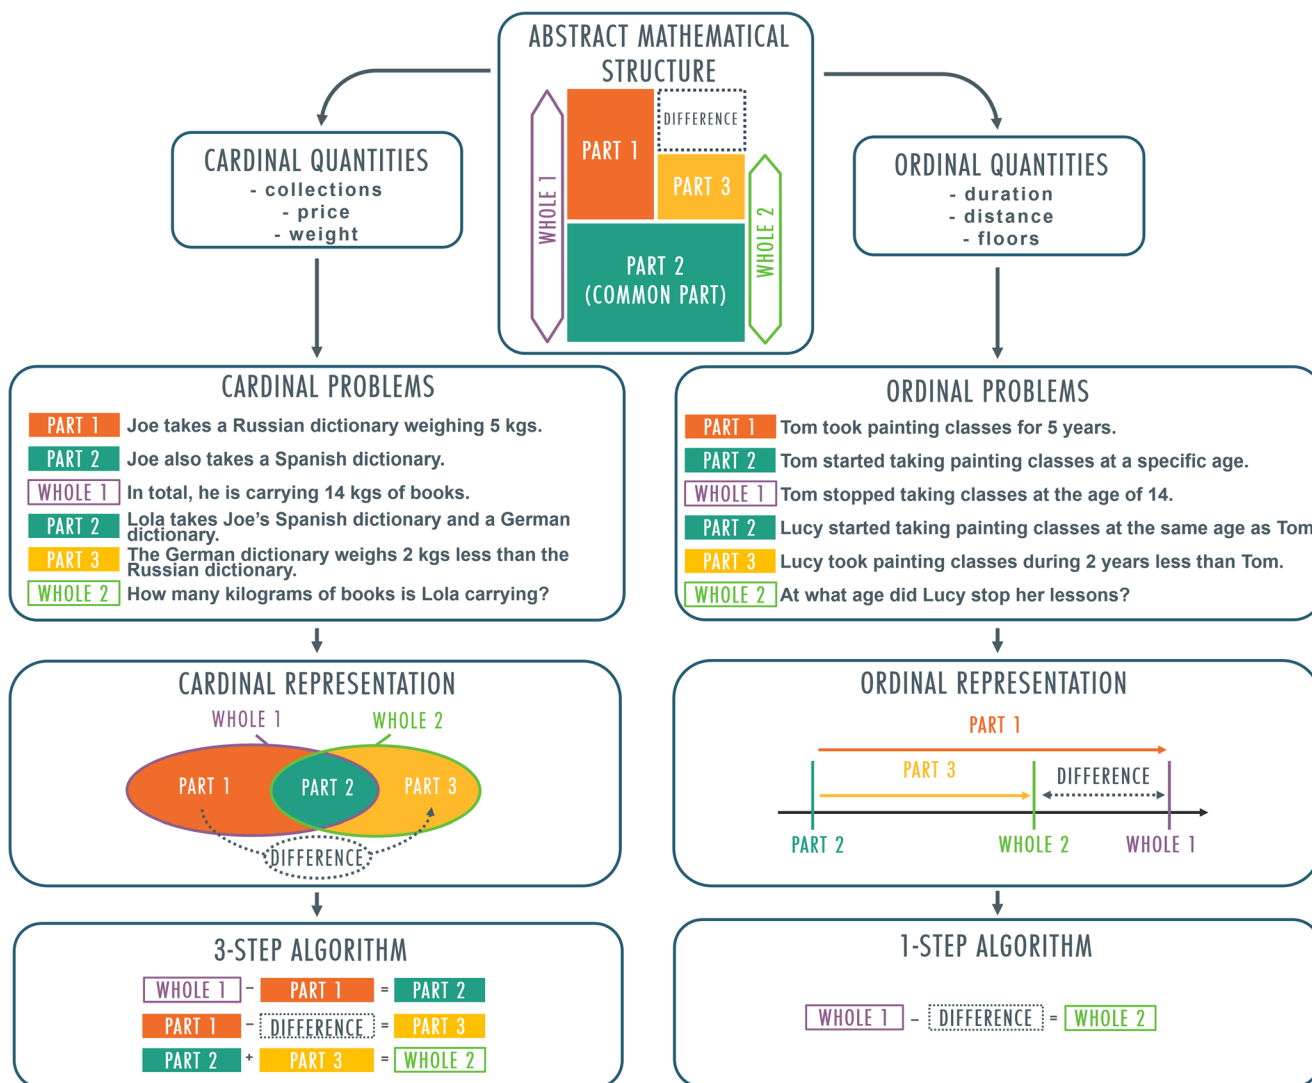 ABSTRACT MATHEMATICAL
STRUCTURE
WHOLE 1
PART 1
DIFFERENCE
PART 3
WHOLE 2
PART 2
(COMMON PART)
CARDINAL QUANTITIES
- collections
- price
- weight
ORDINAL QUANTITIES
- duration
- distance
- floors
CARDINAL PROBLEMS
PART 1 Joe takes a Russian dictionary weighing 5 kgs.
PART 2 Joe also takes a Spanish dictionary.
WHOLE 1 In total, he is carrying 14 kgs of books.
PART 2 Lola takes Joe's Spanish dictionary and a German
dictionary.
PART 3 The German dictionary weighs 2 kgs less than the
Russian dictionary.
WHOLE 2 How many kilograms of books is Lola carrying?
ORDINAL PROBLEMS
PART 1 Tom took painting classes for 5 years.
PART 2 Tom started taking painting classes at a specific age.
WHOLE 1 Tom stopped taking classes at the age of 14.
PART 2 Lucy started taking painting classes at the same age as Tom
PART 3 Lucy took painting classes during 2 years less than Tom.
WHOLE 2 At what age did Lucy stop her lessons?
CARDINAL REPRESENTATION
WHOLE 1 WHOLE 2
PART 1 PART 2 PART 3
DIFFERENCE
ORDINAL REPRESENTATION
PART 1
PART 3 DIFFERENCE
PART 2 WHOLE 2 WHOLE 1
3-STEP ALGORITHM
WHOLE 1 - PART 1 = PART 2
PART 1 - DIFFERENCE = PART 3
PART 2 + PART 3 = WHOLE 2
1-STEP ALGORITHM
WHOLE 1 - DIFFERENCE = WHOLE 2